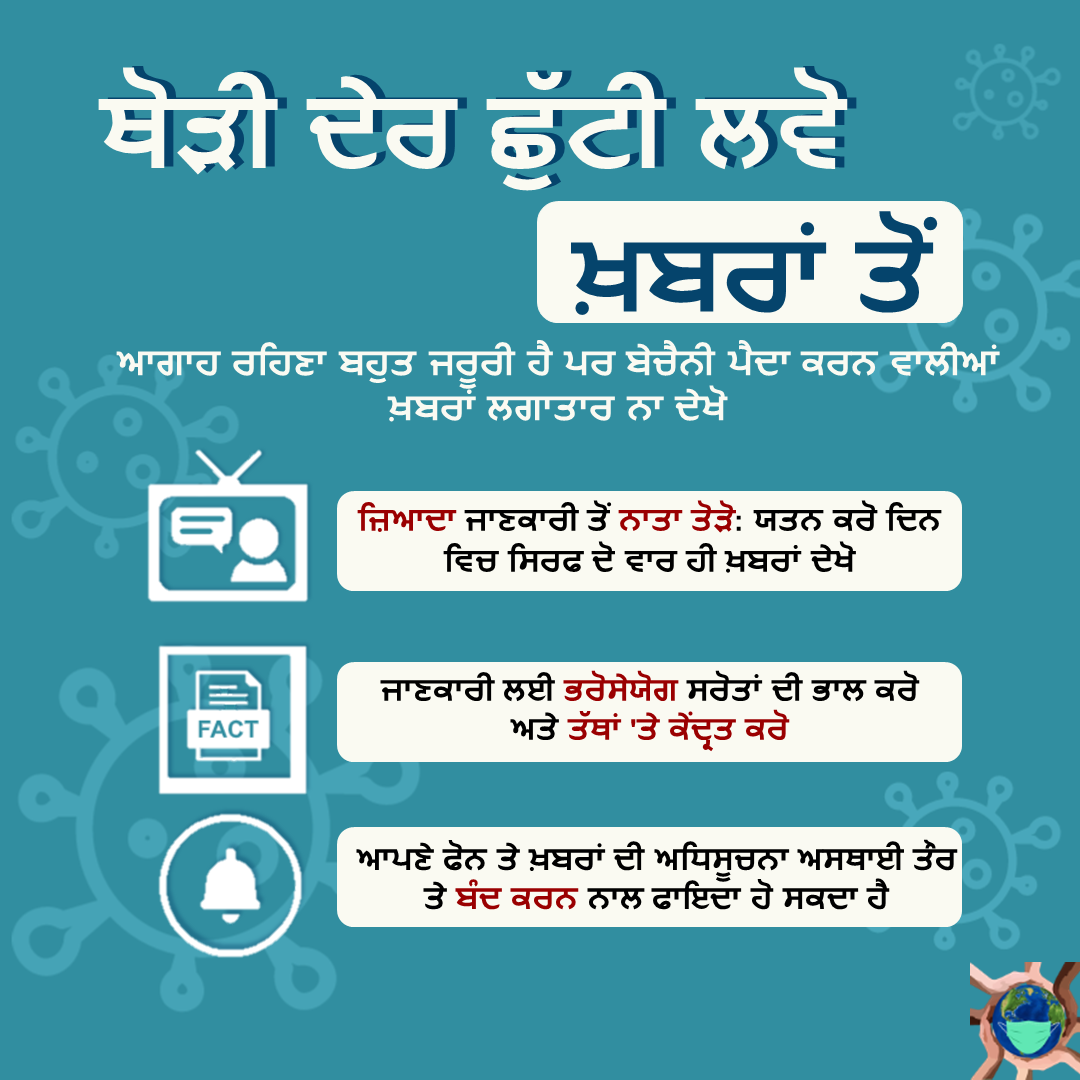 ਥੋੜੀ ਦੇਰ ਛੁੱਟੀ ਲਵੋ
ਖ਼ਬਰਾਂ ਤੋਂ
ਆਗਾਹ ਰਹਿਣਾ ਬਹੁਤ ਜਰੂਰੀ ਹੈ ਪਰ ਬੇਚੈਨੀ ਪੈਦਾ ਕਰਨ ਵਾਲੀਆਂ
ਖ਼ਬਰਾਂ ਲਗਾਤਾਰ ਨਾ ਦੇਖੋ
ਜ਼ਿਆਦਾ ਜਾਣਕਾਰੀ ਤੋਂ ਨਾਤਾ ਤੋੜੋ: ਯਤਨ ਕਰੋ ਦਿਨ
ਵਿਚ ਸਿਰਫ ਦੋ ਵਾਰ ਹੀ ਖ਼ਬਰਾਂ ਦੇਖੋ
FACT
ਜਾਣਕਾਰੀ ਲਈ ਭਰੋਸੇਯੋਗ ਸਰੋਤਾਂ ਦੀ ਭਾਲ ਕਰੋ
ਅਤੇ ਤੱਥਾਂ 'ਤੇ ਕੇਂਦ੍ਰਤ ਕਰੋ
ਆਪਣੇ ਫੋਨ ਤੇ ਖ਼ਬਰਾਂ ਦੀ ਅਧਿਸੂਚਨਾ ਅਸਥਾਈ ਤੌਰ
ਤੇ ਬੰਦ ਕਰਨ ਨਾਲ ਫਾਇਦਾ ਹੋ ਸਕਦਾ ਹੈ